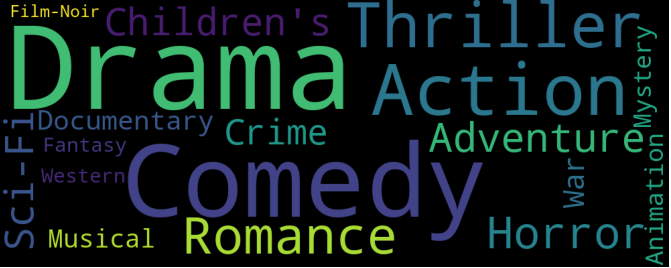 Film-Noir
Children's
Thriller
Drama
Action
Mystery
Documentary
Crime
Adventure
Sci-Fi
Fantasy
Western
Comedy
War
Animation
Musical
Romance
Horror